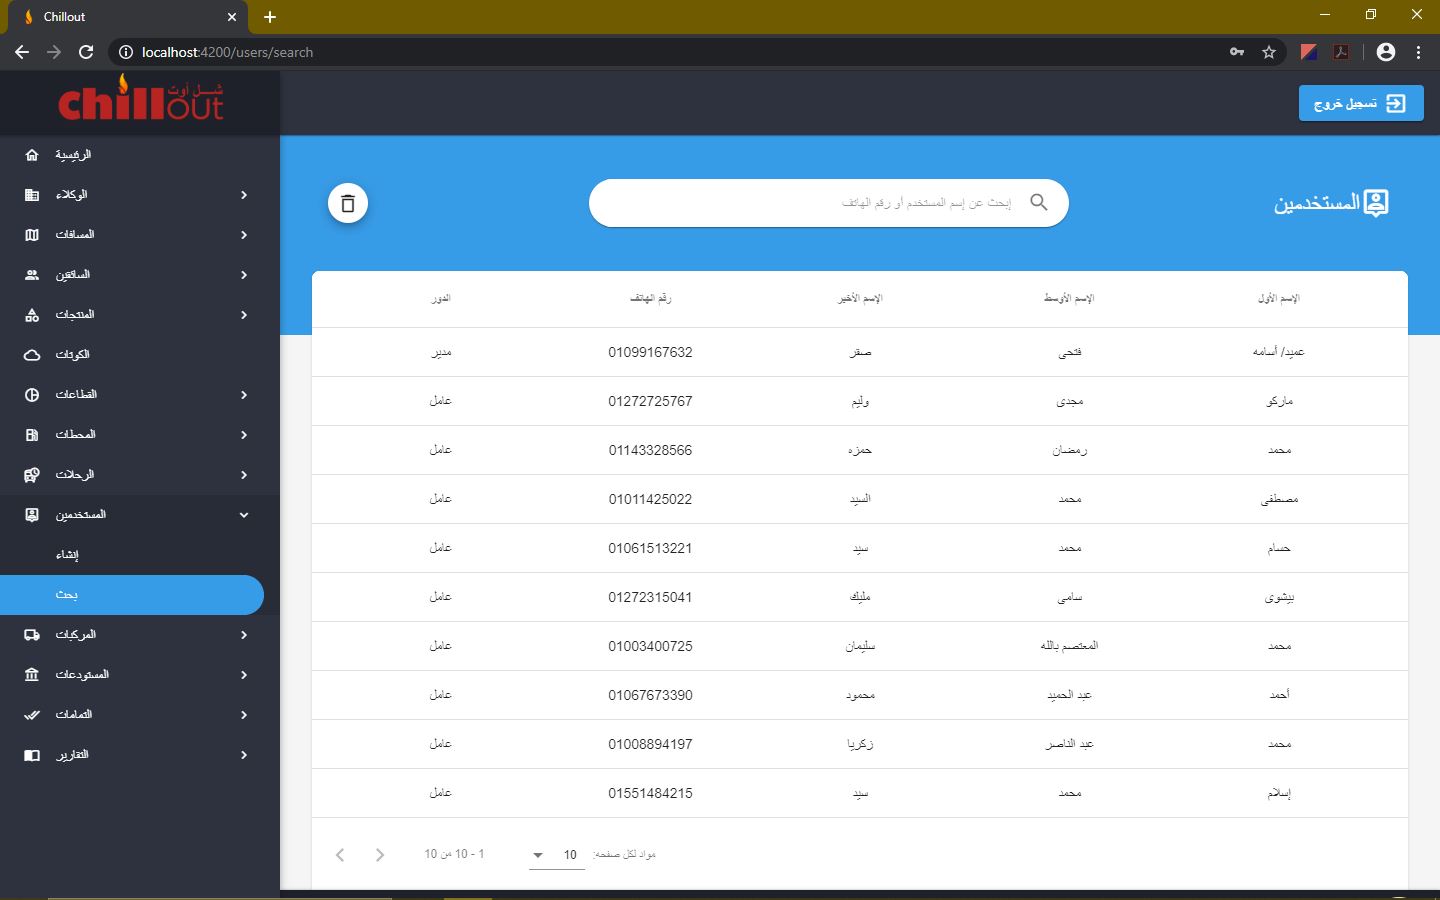 Chillout
localhost:4200/users/search
شل أوت
chillout
تسجيل خروج
الرئيسية
الوكلاء
المسافات
السائقين
المنتجات
الكوتات
القطاعات
المحطات
الرحلات
المستخدمين
إنشاء
بحث
المركبات
المستودعات
التمامات
التقارير
المستخدمين
إبحث عن إسم المستخدم أو رقم الهاتف
الإسم الأول الإسم الأوسط الإسم الأخير رقم الهاتف الدور
عميد/ أسامه فتحى صقر 01099167632 مدير
ماركو مجدى وليم 01272725767 عامل
محمد رمضان حمزه 01143328566 عامل
مصطفى محمد السيد 01011425022 عامل
حسام محمد سيد 01061513221 عامل
بيشوى سامى مليك 01272315041 عامل
محمد المعتصم بالله سليمان 01003400725 عامل
أحمد عبد الحميد محمود 01067673390 عامل
محمد عبد الناصر زكريا 01008894197 عامل
إسلام محمد سيد 01551484215 عامل
مواد لكل صفحه: 10 1 - 10 من 10